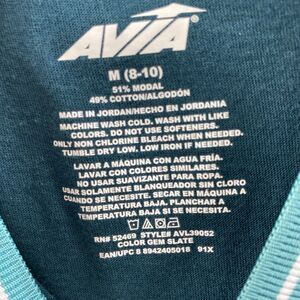 AVIA
M (8-10)
51% MODAL
49% COTTON/ALGODÓN
MADE IN JORDAN/HECHO EN JORDANIA
MACHINE WASH COLD. WASH WITH LIKE
COLORS. DO NOT USE SOFTENERS.
ONLY NON CHLORINE BLEACH WHEN NEEDED.
TUMBLE DRY LOW. LOW IRON IF NEEDED.
LAVAR A MÁQUINA CON AGUA FRÍA.
LAVAR CON COLORES SIMILARES.
NO USAR SUAVIZANTE PARA ROPA.
USAR SOLAMENTE BLANQUEADOR SIN CLORO
CUANDO SE NECESITE. SECAR EN MÁQUINA A
TEMPERATURA BAJA. PLANCHAR A
TEMPERATURA BAJA SI SE NECESITA.
RN# 52469 STYLE# AVL39052
COLOR GEM SLATE
EAN/UPC 8 8942405018 91X